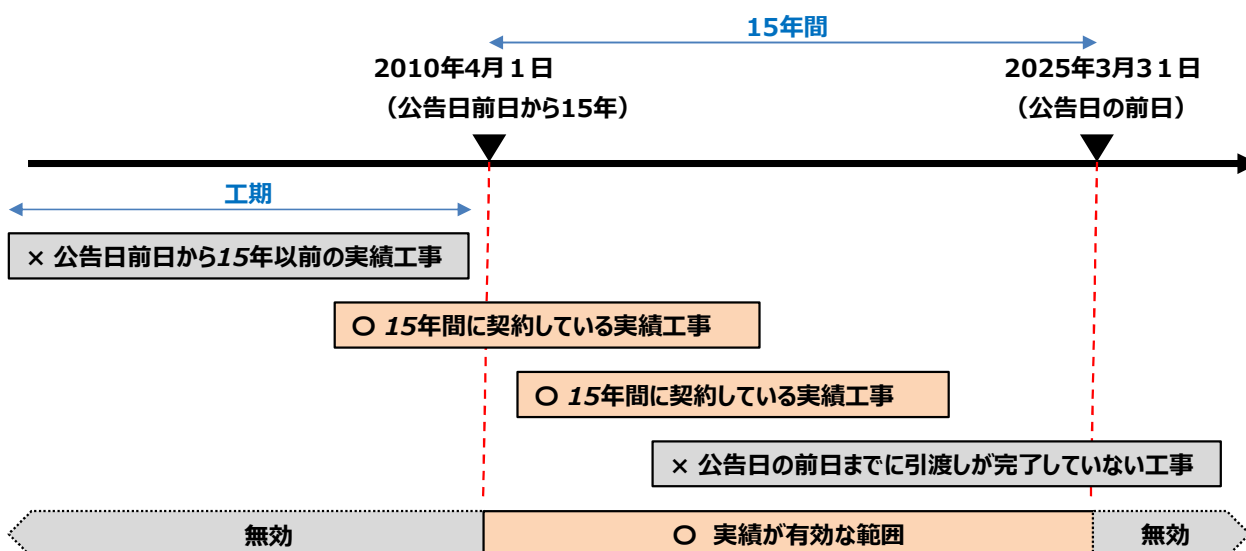 15年間
2010年4月１日
（公告日前日から15年）
2025年3月３１日
（公告日の前日）
工期
× 公告日前日から15年以前の実績工事
〇 15年間に契約している実績工事
〇 15年間に契約している実績工事
× 公告日の前日までに引渡しが完了していない工事
無効
〇 実績が有効な範囲
無効